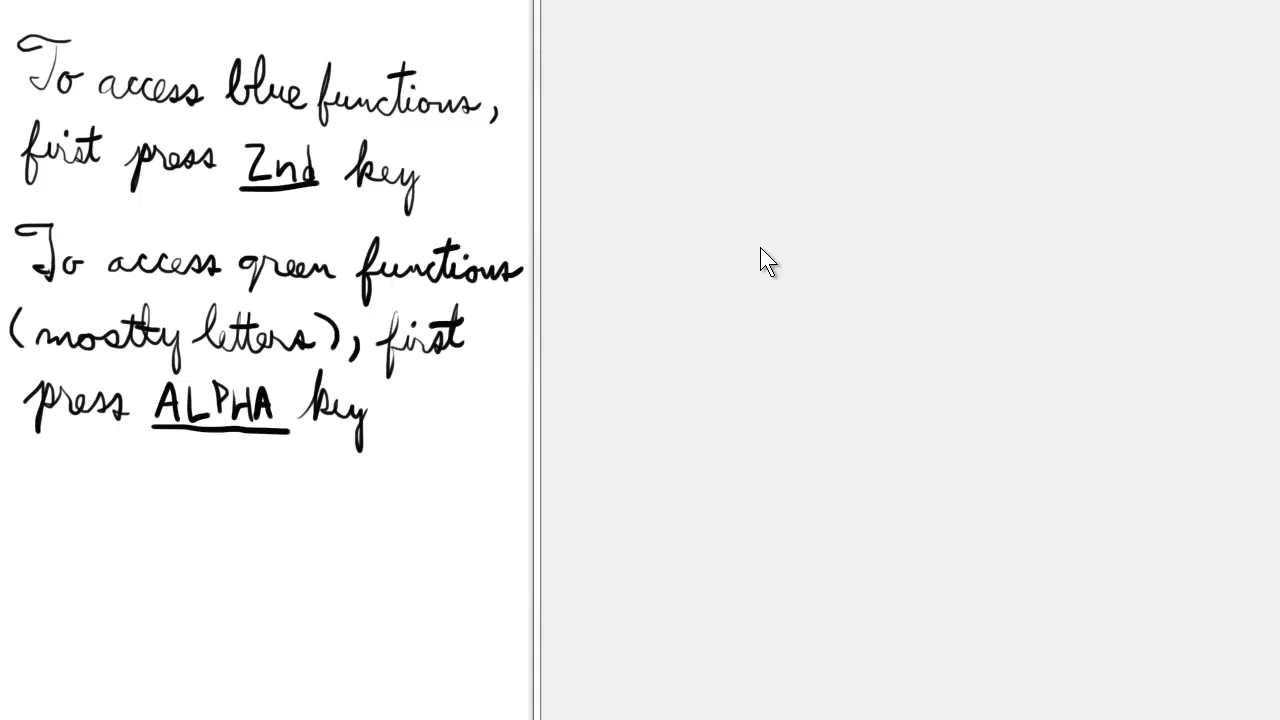 To access blue functions,
first press 2nd key
To access green functions
(mostly letters), first
press ALPHA key